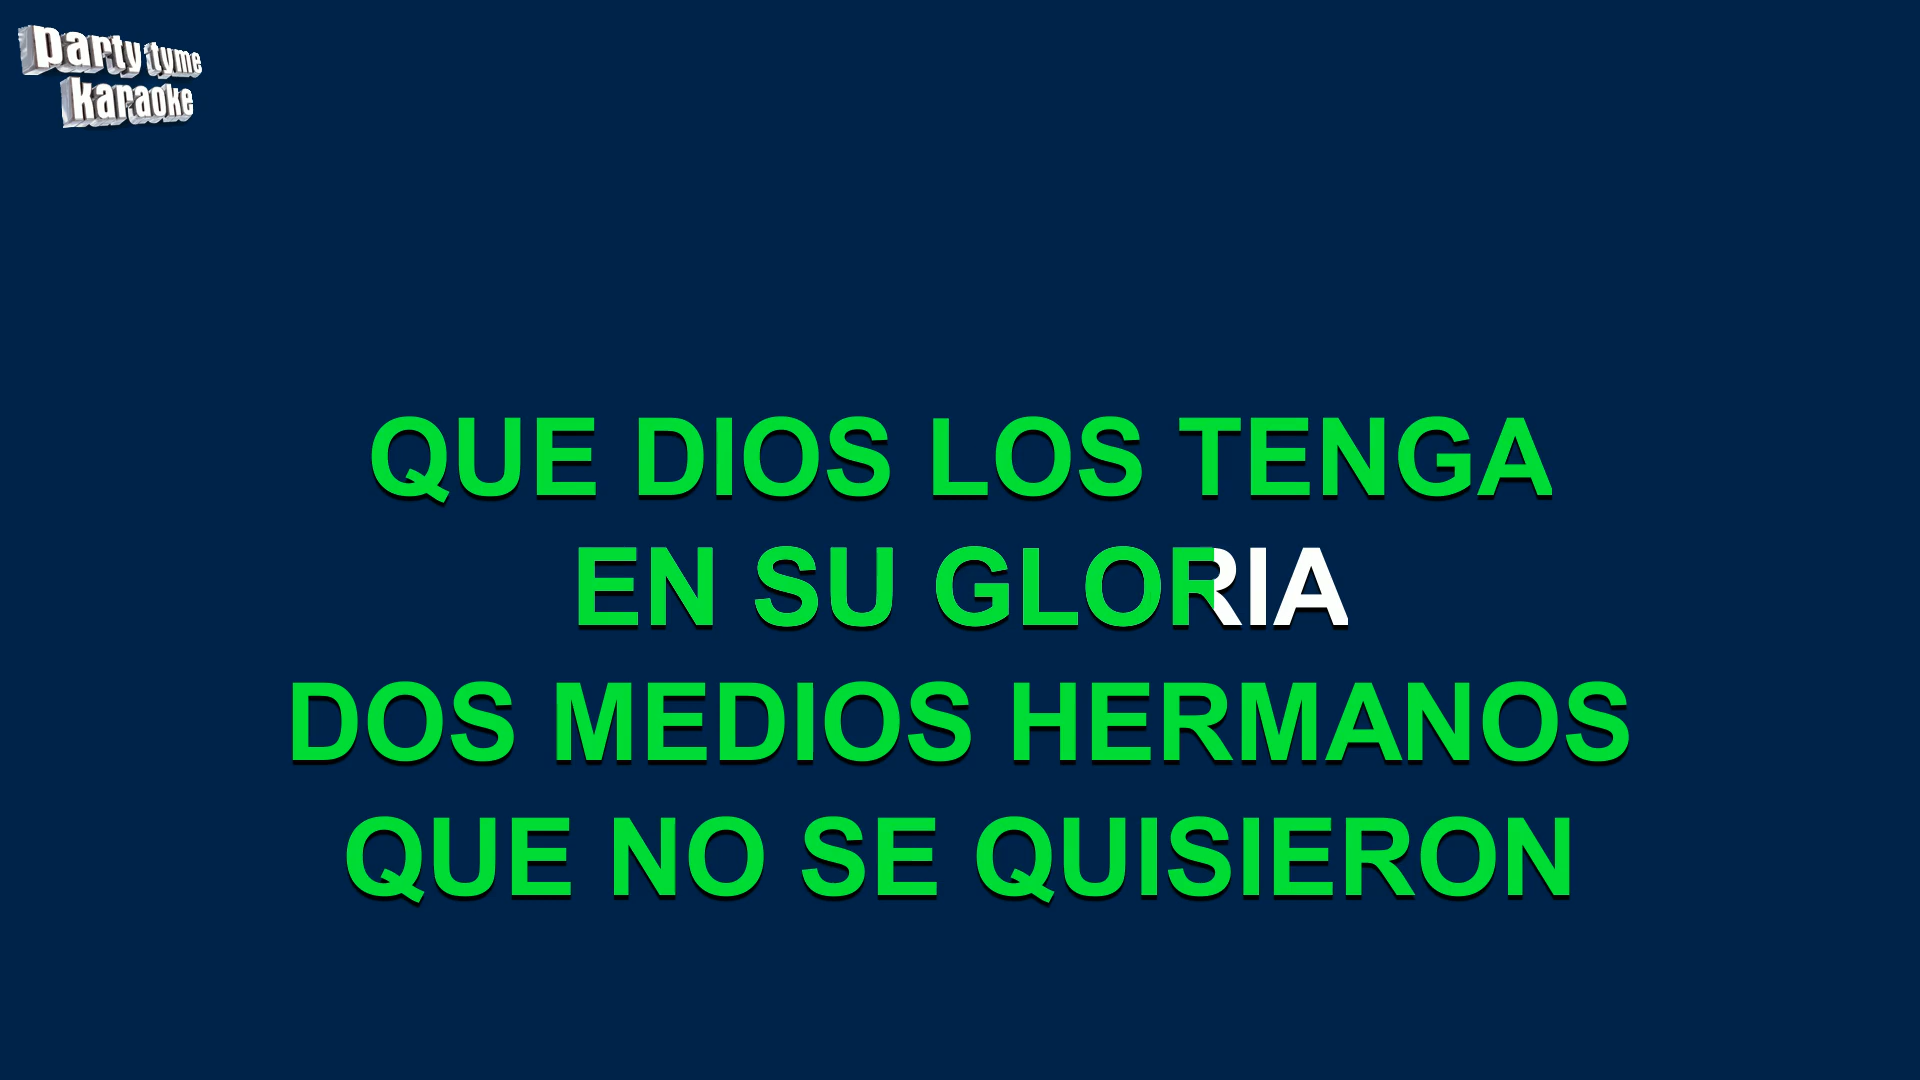 party tyme
karaoke
QUE DIOS LOS TENGA
EN SU GLORIA
DOS MEDIOS HERMANOS
QUE NO SE QUISIERON